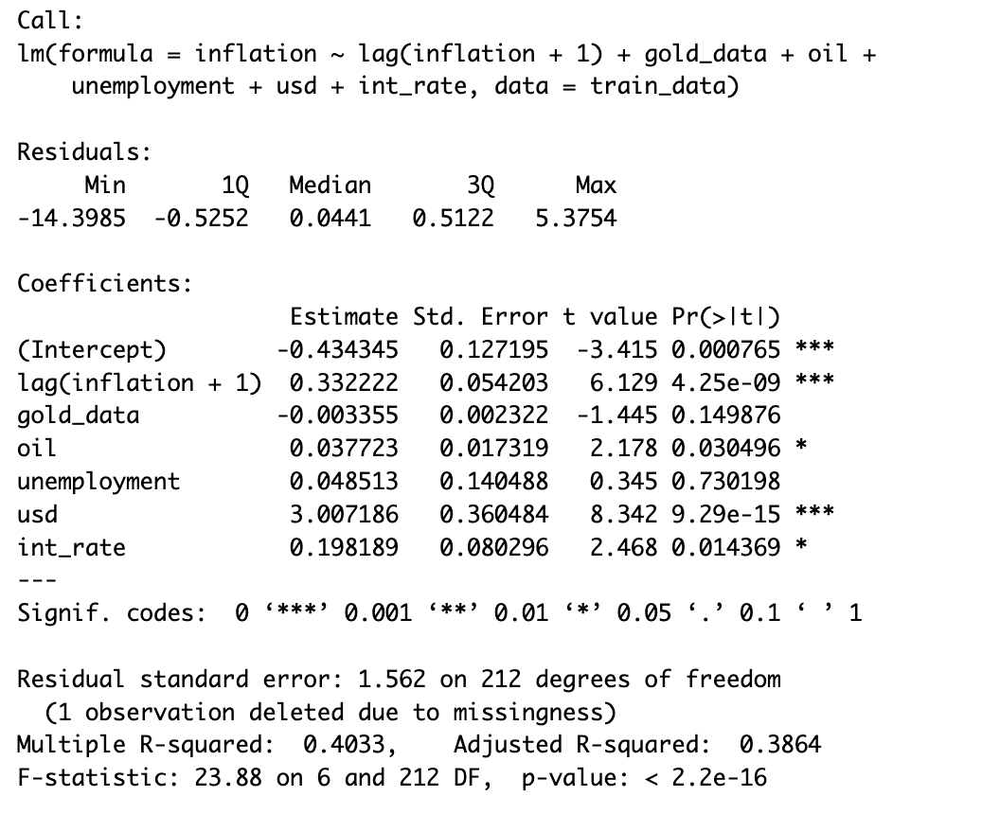 Call:
lm(formula = inflation ~ lag(inflation + 1) + gold_data + oil +
    unemployment + usd + int_rate, data = train_data)

Residuals:
     Min       1Q   Median       3Q      Max
-14.3985  -0.5252   0.0441   0.5122   5.3754

Coefficients:
                    Estimate Std. Error t value Pr(>|t|)
(Intercept)        -0.434345   0.127195  -3.415 0.000765 ***
lag(inflation + 1)  0.332222   0.054203   6.129 4.25e-09 ***
gold_data          -0.003355   0.002322  -1.445 0.149876
oil                 0.037723   0.017319   2.178 0.030496 *
unemployment        0.048513   0.140488   0.345 0.730198
usd                 3.007186   0.360484   8.342 9.29e-15 ***
int_rate            0.198189   0.080296   2.468 0.014369 *
---
Signif. codes:  0 ‘***’ 0.001 ‘**’ 0.01 ‘*’ 0.05 ‘.’ 0.1 ‘ ’ 1

Residual standard error: 1.562 on 212 degrees of freedom
  (1 observation deleted due to missingness)
Multiple R-squared:  0.4033,    Adjusted R-squared:  0.3864
F-statistic: 23.88 on 6 and 212 DF,  p-value: < 2.2e-16